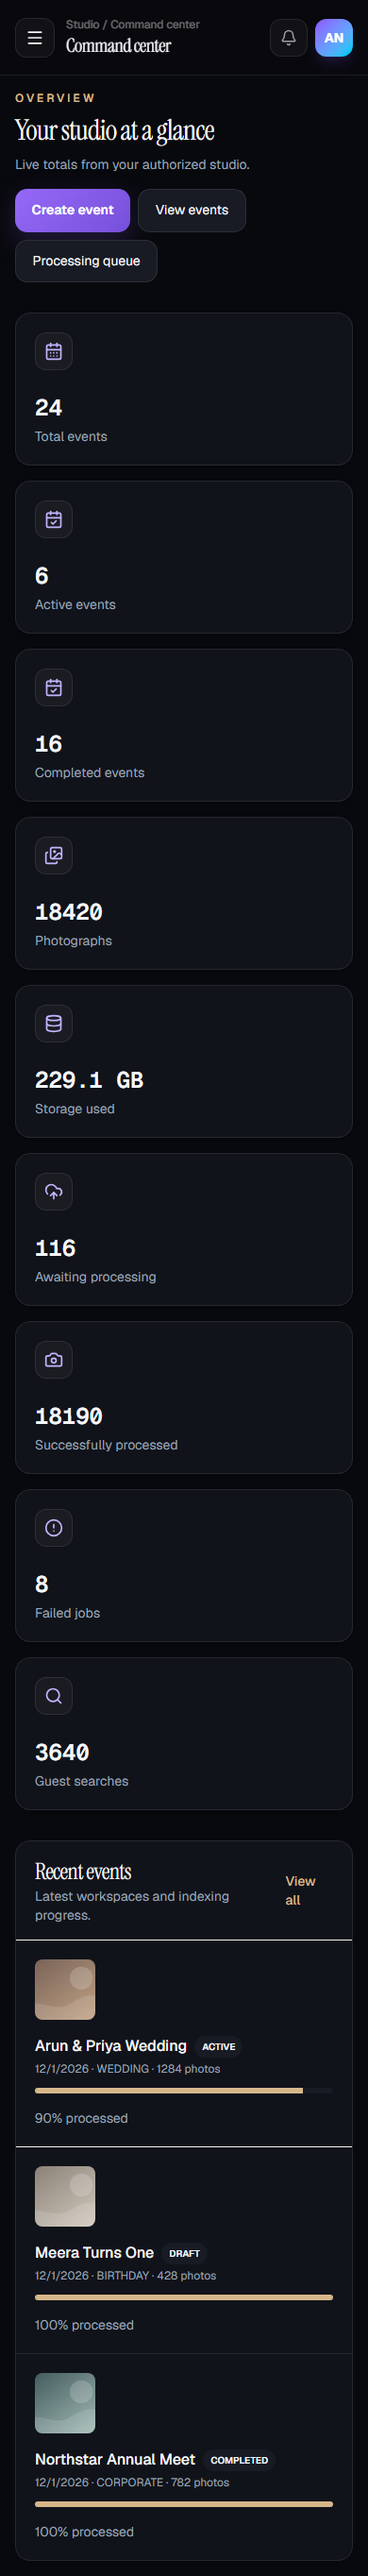 Studio / Command center
Command center
AN
OVERVIEW
Your studio at a glance
Live totals from your authorized studio.
Create event
View events
Processing queue
24
Total events
6
Active events
16
Completed events
18420
Photographs
229.1 GB
Storage used
116
Awaiting processing
18190
Successfully processed
8
Failed jobs
3640
Guest searches
Recent events
Latest workspaces and indexing
progress.
View
all
Arun & Priya Wedding ACTIVE
12/1/2026 · WEDDING · 1284 photos
90% processed
Meera Turns One DRAFT
12/1/2026 · BIRTHDAY · 428 photos
100% processed
Northstar Annual Meet COMPLETED
12/1/2026 · CORPORATE · 782 photos
100% processed